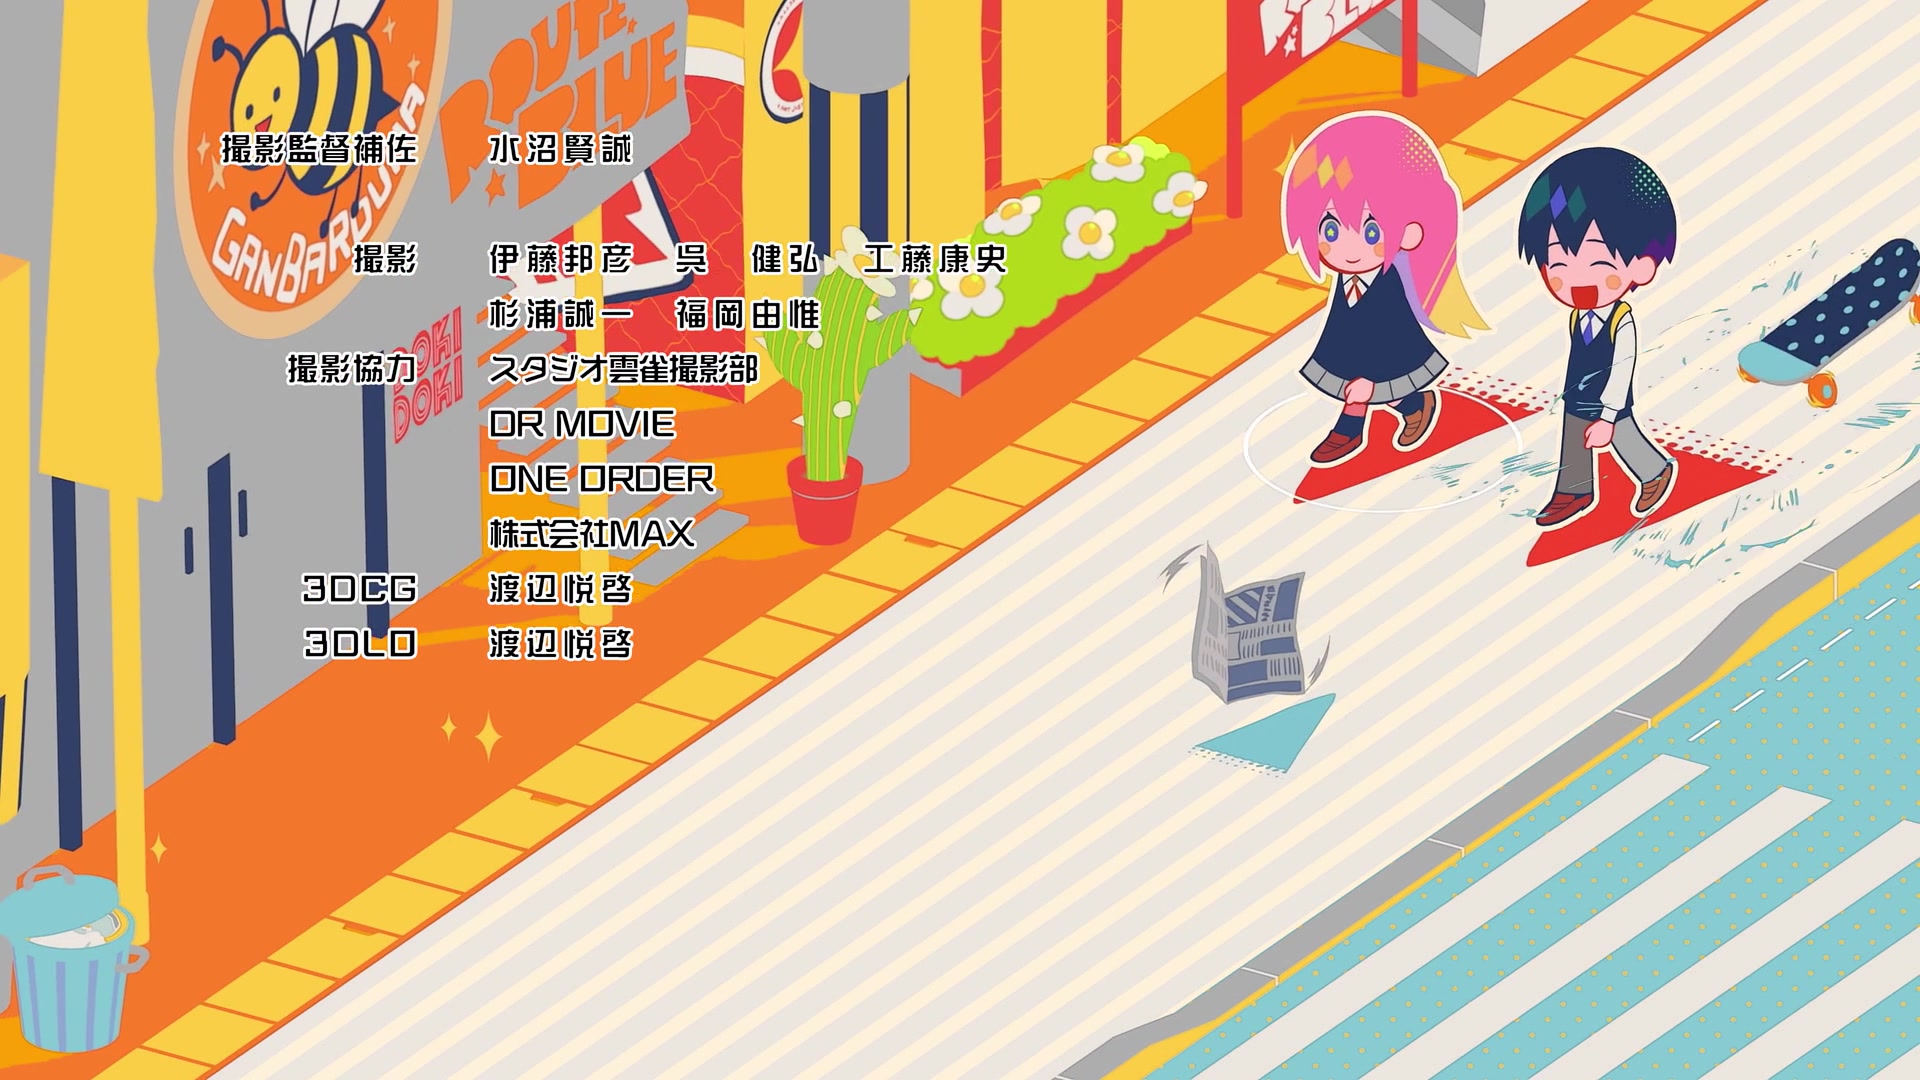 ROUTE
BLUE
GANBAROUMA
撮影監督補佐 水沼賢誠
撮影 伊藤邦彦 呉 健弘 工藤康史
杉浦誠一 福岡由惟
撮影協力 スタジオ雲雀撮影部
DR MOVIE
ONE ORDER
株式会社MAX
3DCG 渡辺悦啓
3DLO 渡辺悦啓
DOKI
DOKI